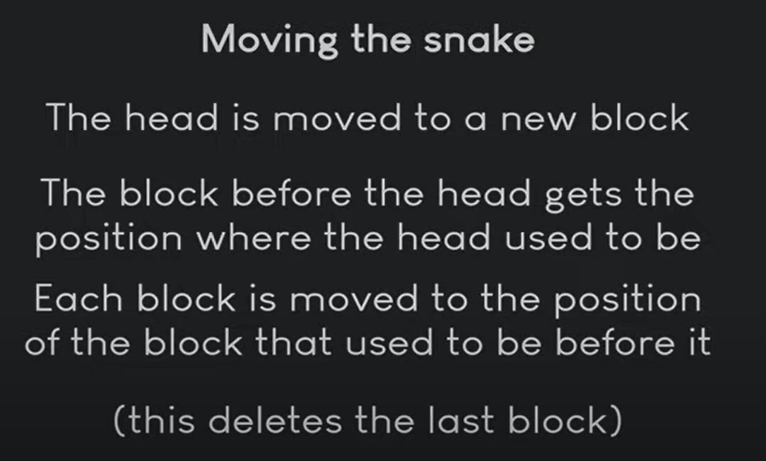 Moving the snake
The head is moved to a new block
The block before the head gets the
position where the head used to be
Each block is moved to the position
of the block that used to be before it
(this deletes the last block)